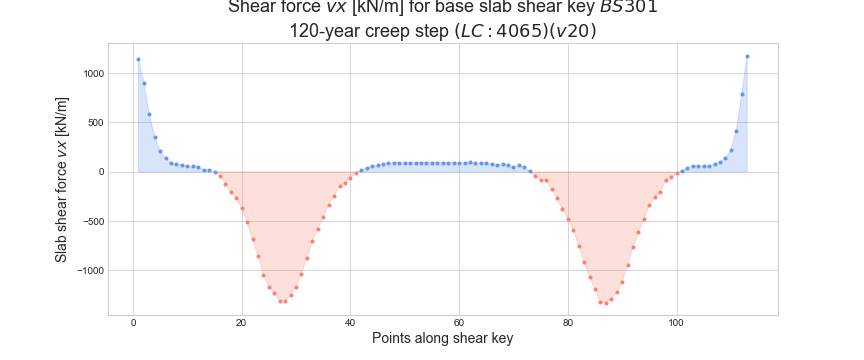 Shear force vx [kN/m] for base slab shear key BS301
120-year creep step (LC: 4065)(v20)
Slab shear force vx [kN/m]
1000
500
0
−500
−1000
0 20 40 60 80 100
Points along shear key